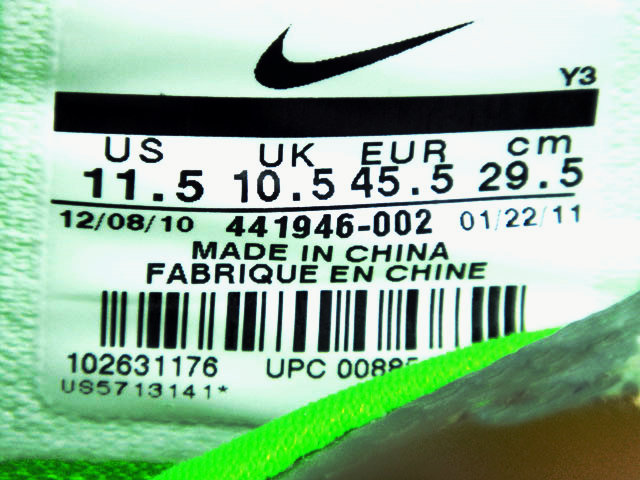 Y3
US UK EUR cm
11.5 10.5 45.5 29.5
12/08/10 441946-002 01/22/11
MADE IN CHINA
FABRIQUE EN CHINE
102631176 UPC 00885
US5713141*